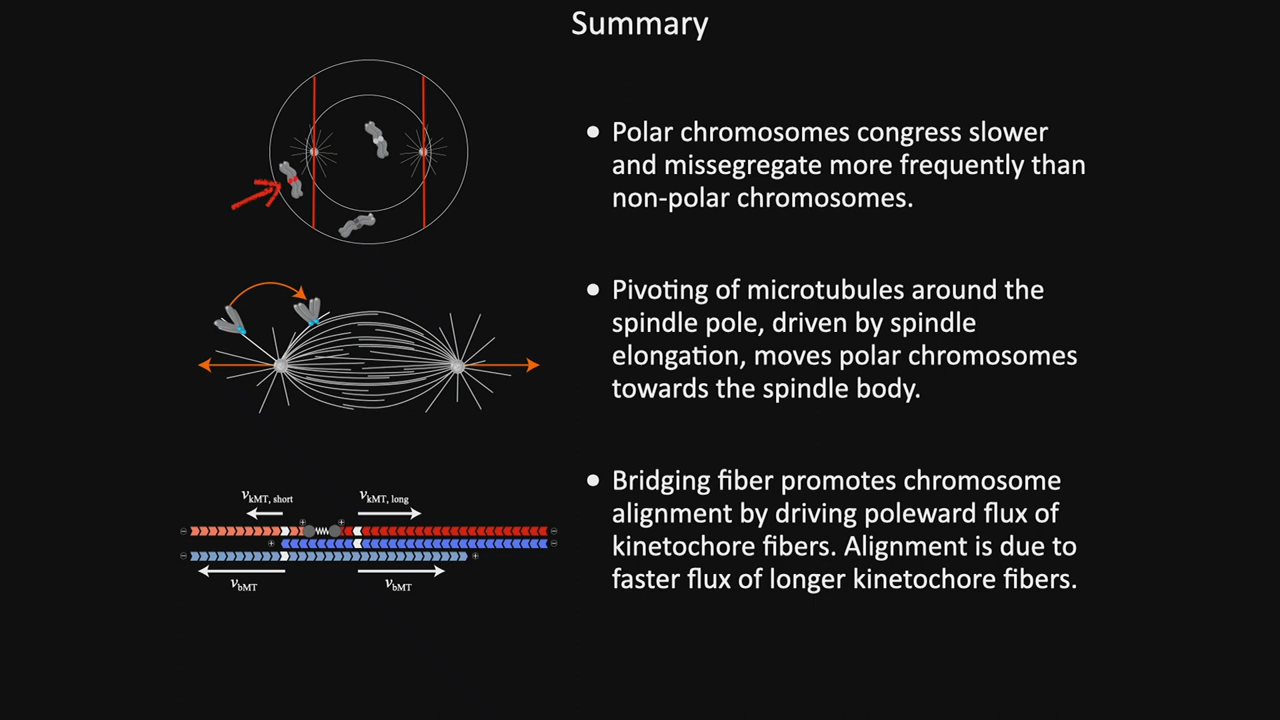 Summary
● Polar chromosomes congress slower
and missegregate more frequently than
non-polar chromosomes.
● Pivoting of microtubules around the
spindle pole, driven by spindle
elongation, moves polar chromosomes
towards the spindle body.
● Bridging fiber promotes chromosome
alignment by driving poleward flux of
kinetochore fibers. Alignment is due to
faster flux of longer kinetochore fibers.
vkMT, short
vkMT, long
+ +
− −
+
− +
vbMT
vbMT